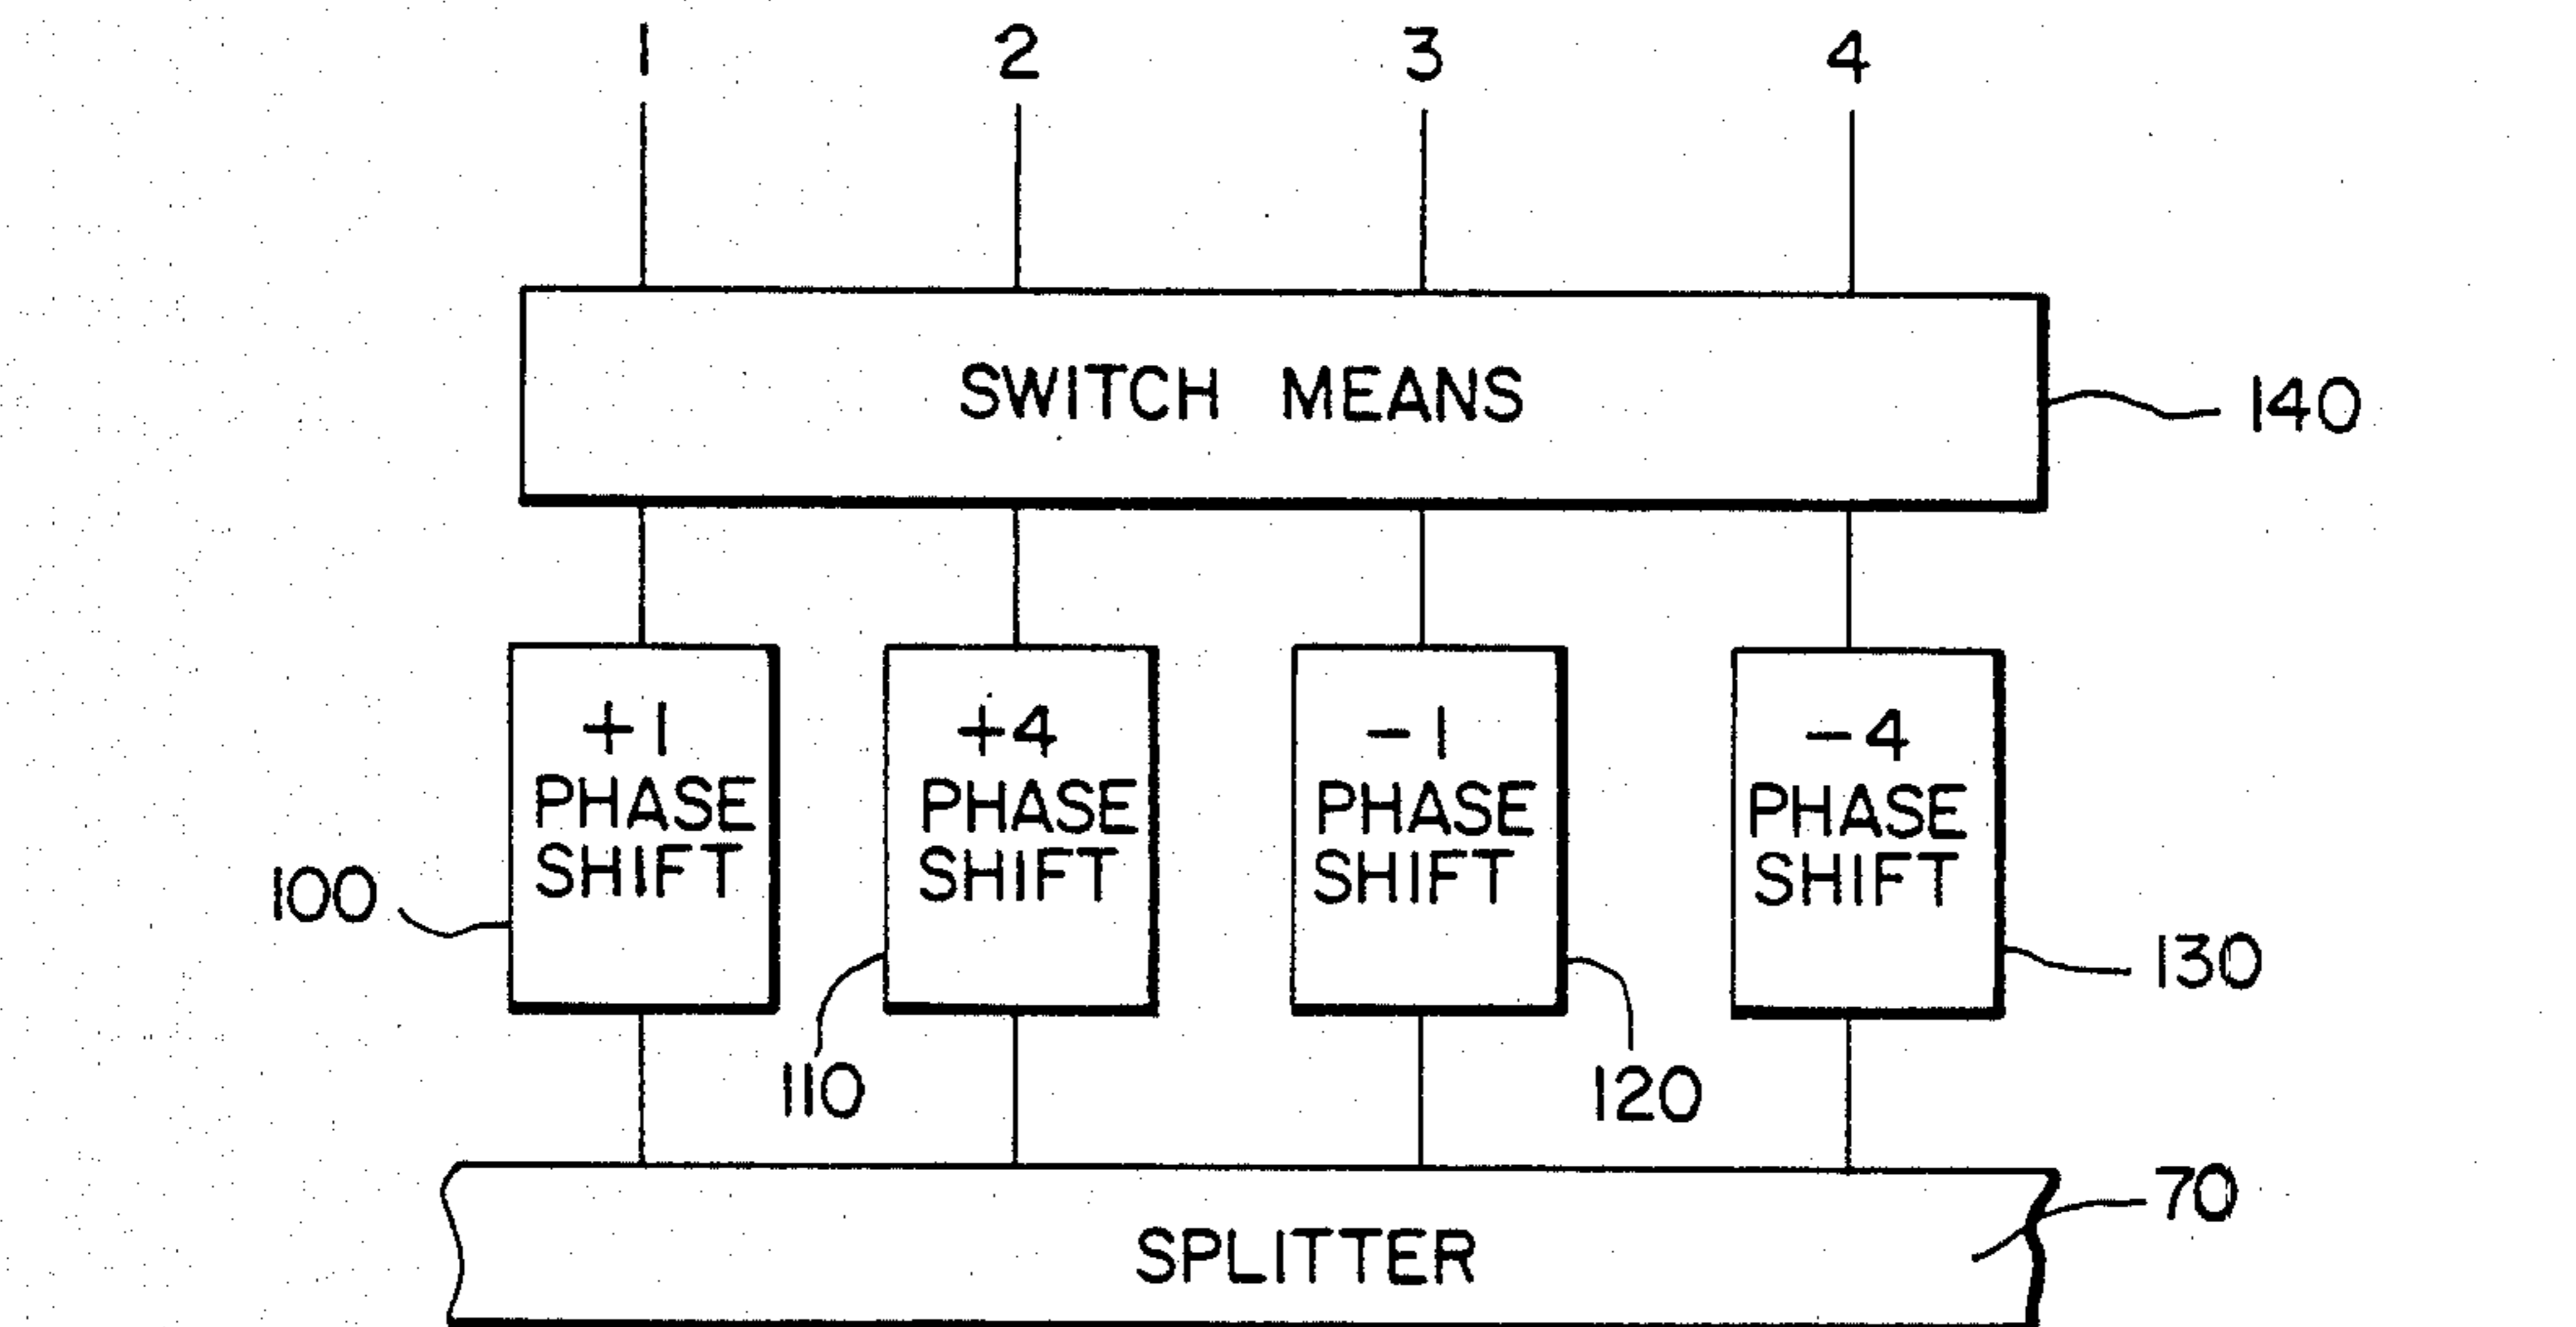 1 2 3 4
SWITCH MEANS
140
+1
PHASE
SHIFT
+4
PHASE
SHIFT
-1
PHASE
SHIFT
-4
PHASE
SHIFT
100
110
120
130
SPLITTER
70